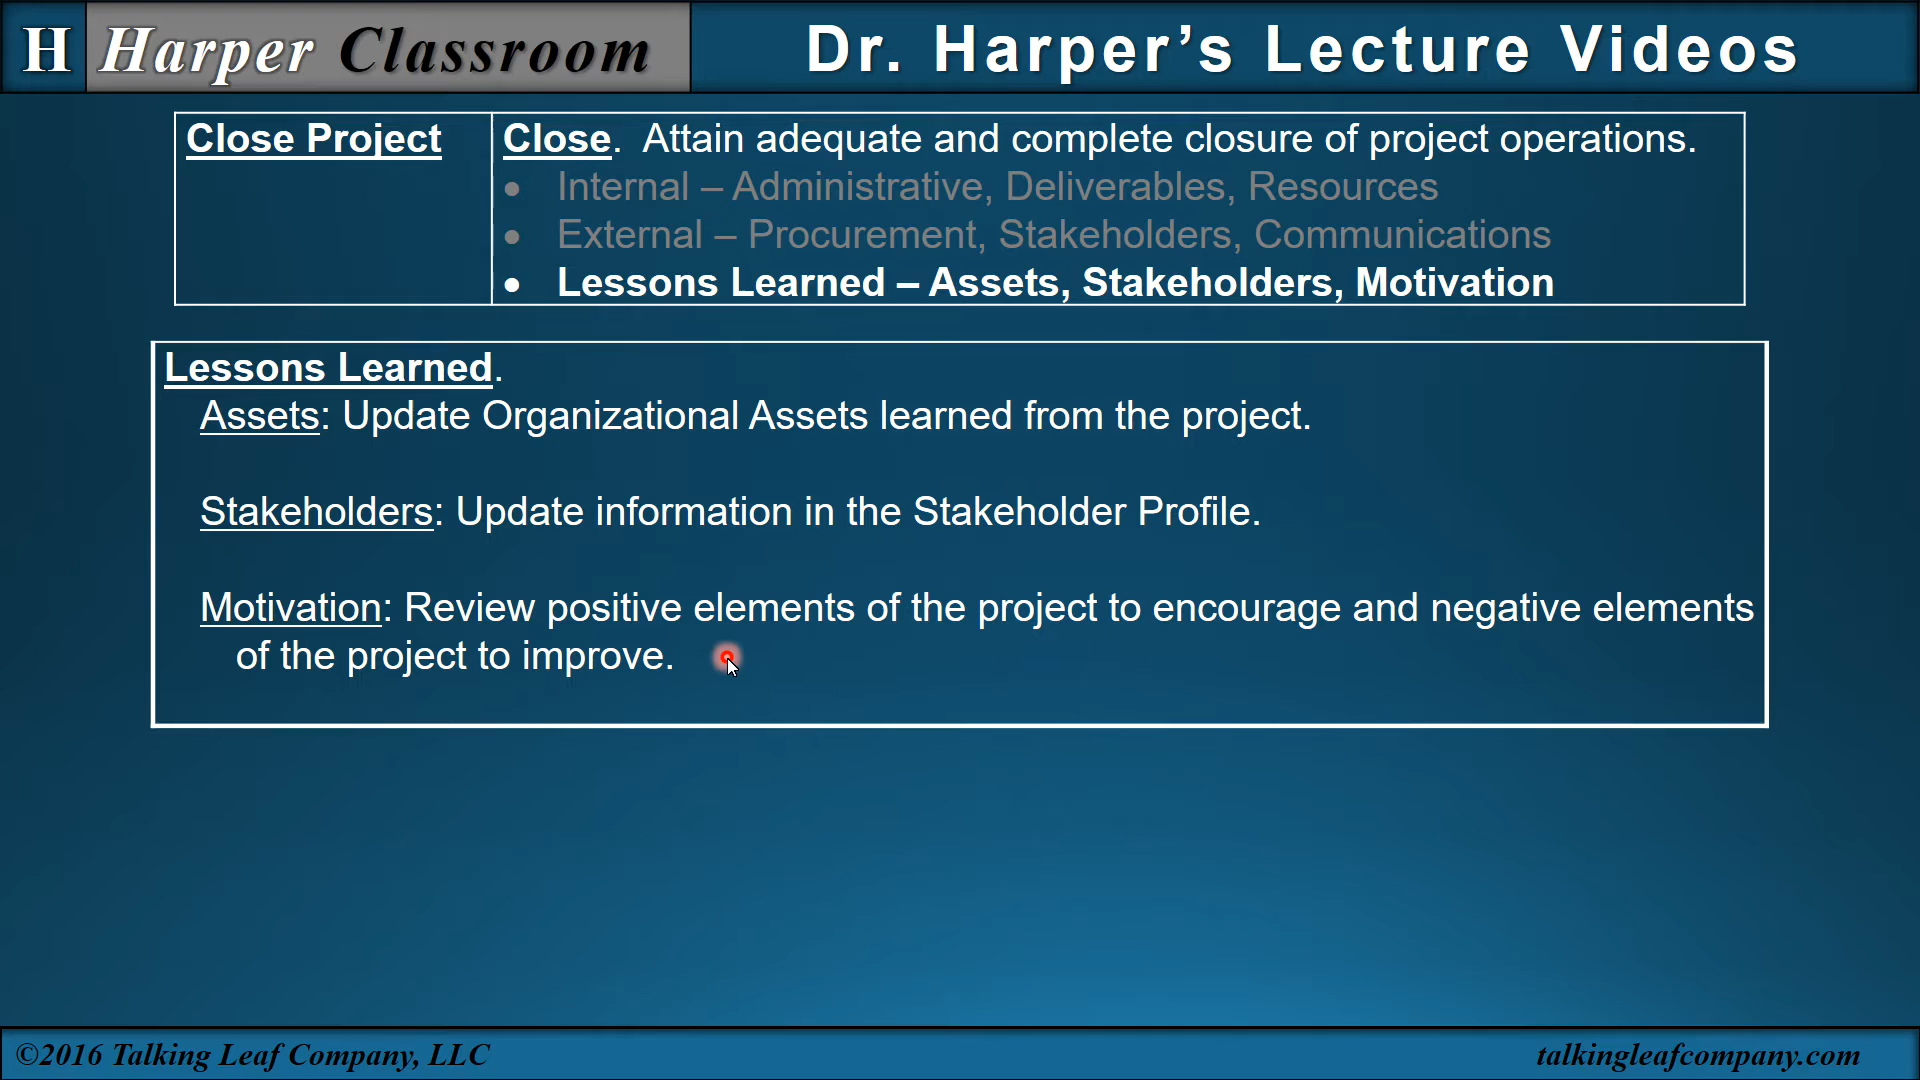 H Harper Classroom Dr. Harper’s Lecture Videos
Close Project
Close. Attain adequate and complete closure of project operations.
• Internal – Administrative, Deliverables, Resources
• External – Procurement, Stakeholders, Communications
• Lessons Learned – Assets, Stakeholders, Motivation
Lessons Learned.
Assets: Update Organizational Assets learned from the project.
Stakeholders: Update information in the Stakeholder Profile.
Motivation: Review positive elements of the project to encourage and negative elements
of the project to improve.
©2016 Talking Leaf Company, LLC
talkingleafcompany.com